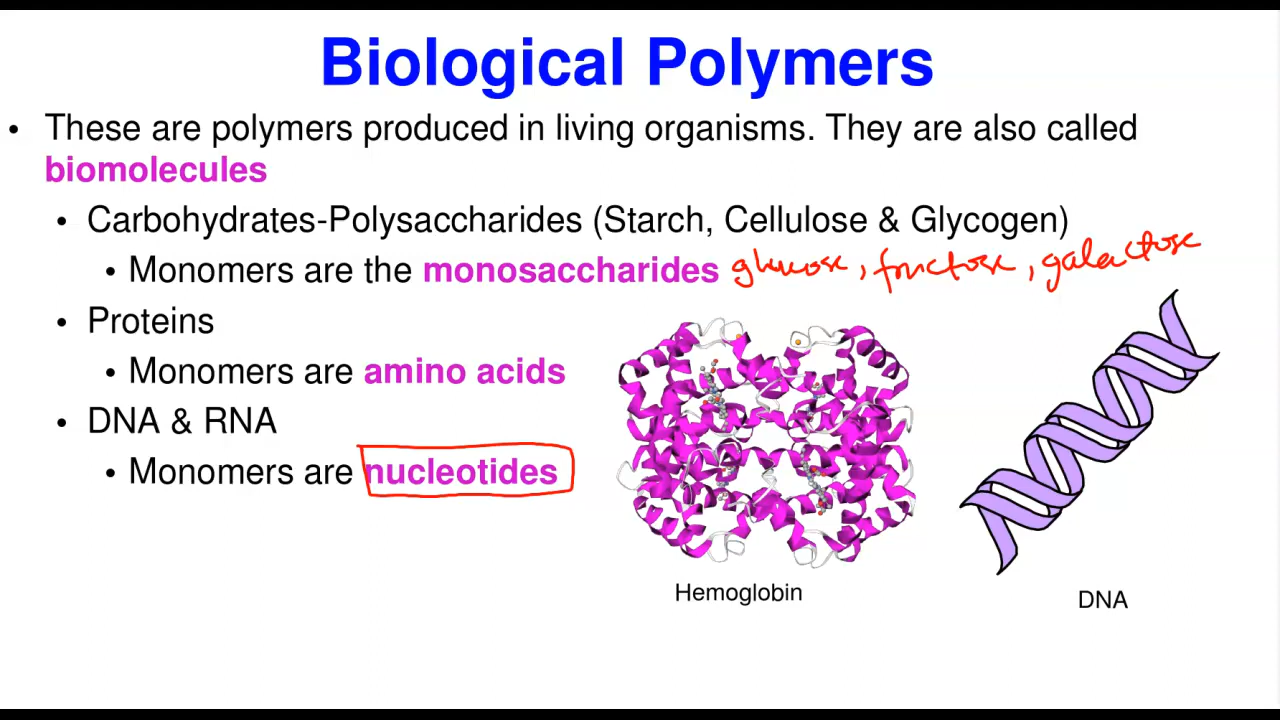 Biological Polymers
• These are polymers produced in living organisms. They are also called
biomolecules
• Carbohydrates-Polysaccharides (Starch, Cellulose & Glycogen)
• Monomers are the monosaccharides glucose, fructose, galactose
• Proteins
• Monomers are amino acids
• DNA & RNA
• Monomers are nucleotides
Hemoglobin
DNA